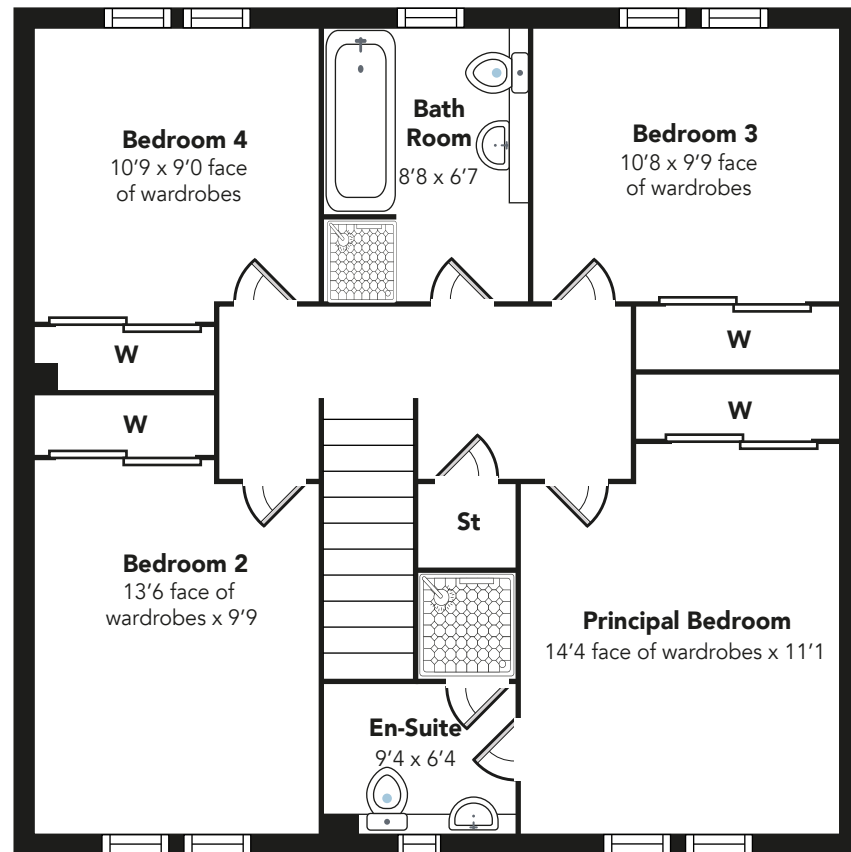 Bedroom 4
10’9 x 9’0 face
of wardrobes
Bath
Room
8’8 x 6’7
Bedroom 3
10’8 x 9’9 face
of wardrobes
W
W
W
W
St
Bedroom 2
13’6 face of
wardrobes x 9’9
Principal Bedroom
14’4 face of wardrobes x 11’1
En-Suite
9’4 x 6’4